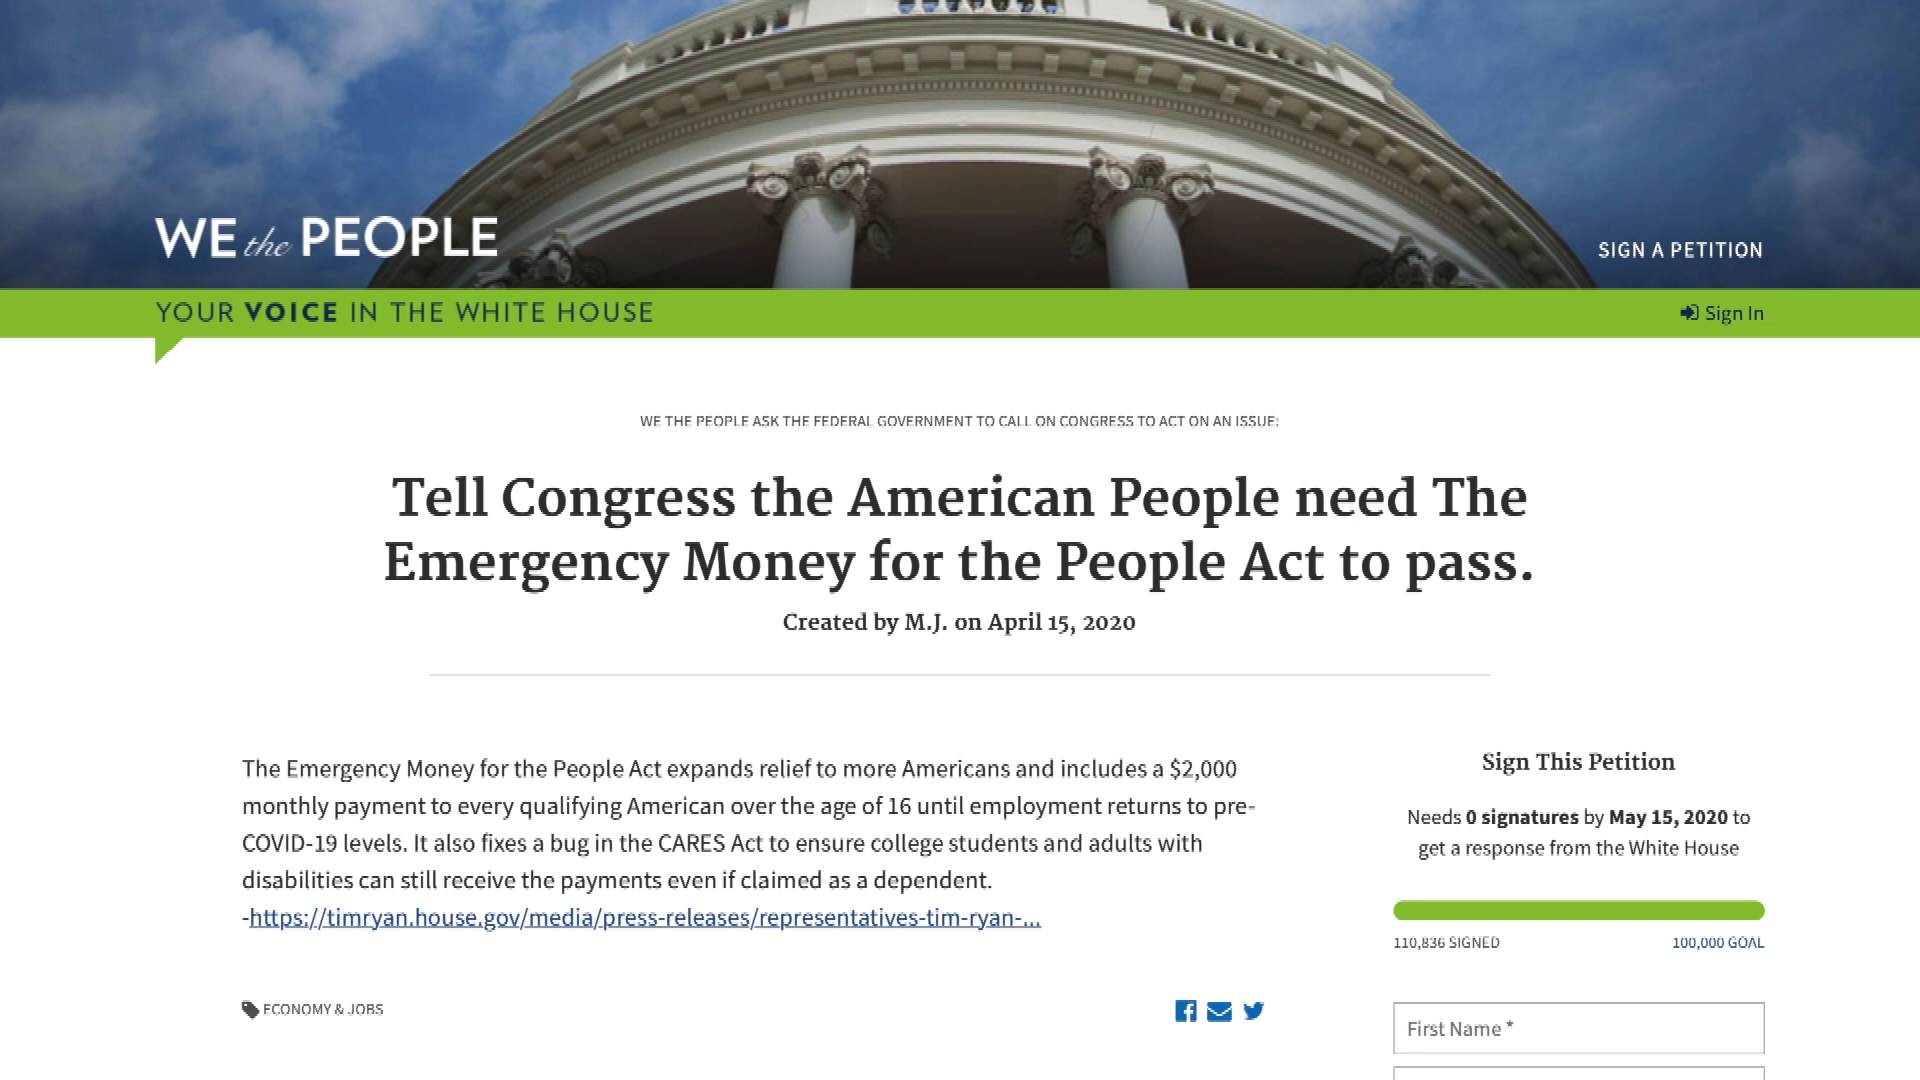 WE the PEOPLE
SIGN A PETITION
YOUR VOICE IN THE WHITE HOUSE
Sign In
WE THE PEOPLE ASK THE FEDERAL GOVERNMENT TO CALL ON CONGRESS TO ACT ON AN ISSUE:
Tell Congress the American People need The
Emergency Money for the People Act to pass.
Created by M.J. on April 15, 2020
The Emergency Money for the People Act expands relief to more Americans and includes a $2,000
monthly payment to every qualifying American over the age of 16 until employment returns to pre-
COVID-19 levels. It also fixes a bug in the CARES Act to ensure college students and adults with
disabilities can still receive the payments even if claimed as a dependent.
-https://timryan.house.gov/media/press-releases/representatives-tim-ryan-...
ECONOMY & JOBS
Sign This Petition
Needs 0 signatures by May 15, 2020 to
get a response from the White House
110,836 SIGNED
100,000 GOAL
First Name *